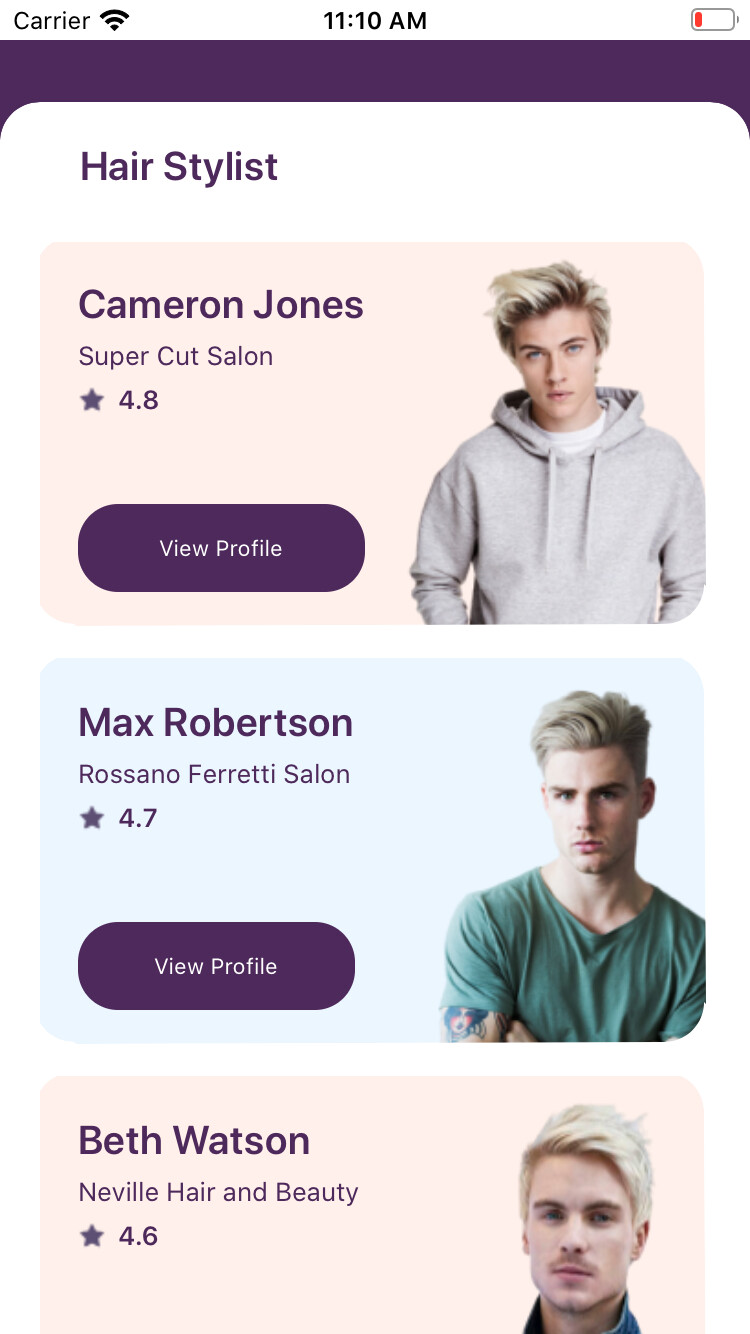 Carrier 11:10 AM
Hair Stylist
Cameron Jones
Super Cut Salon
4.8
View Profile
Max Robertson
Rossano Ferretti Salon
4.7
View Profile
Beth Watson
Neville Hair and Beauty
4.6